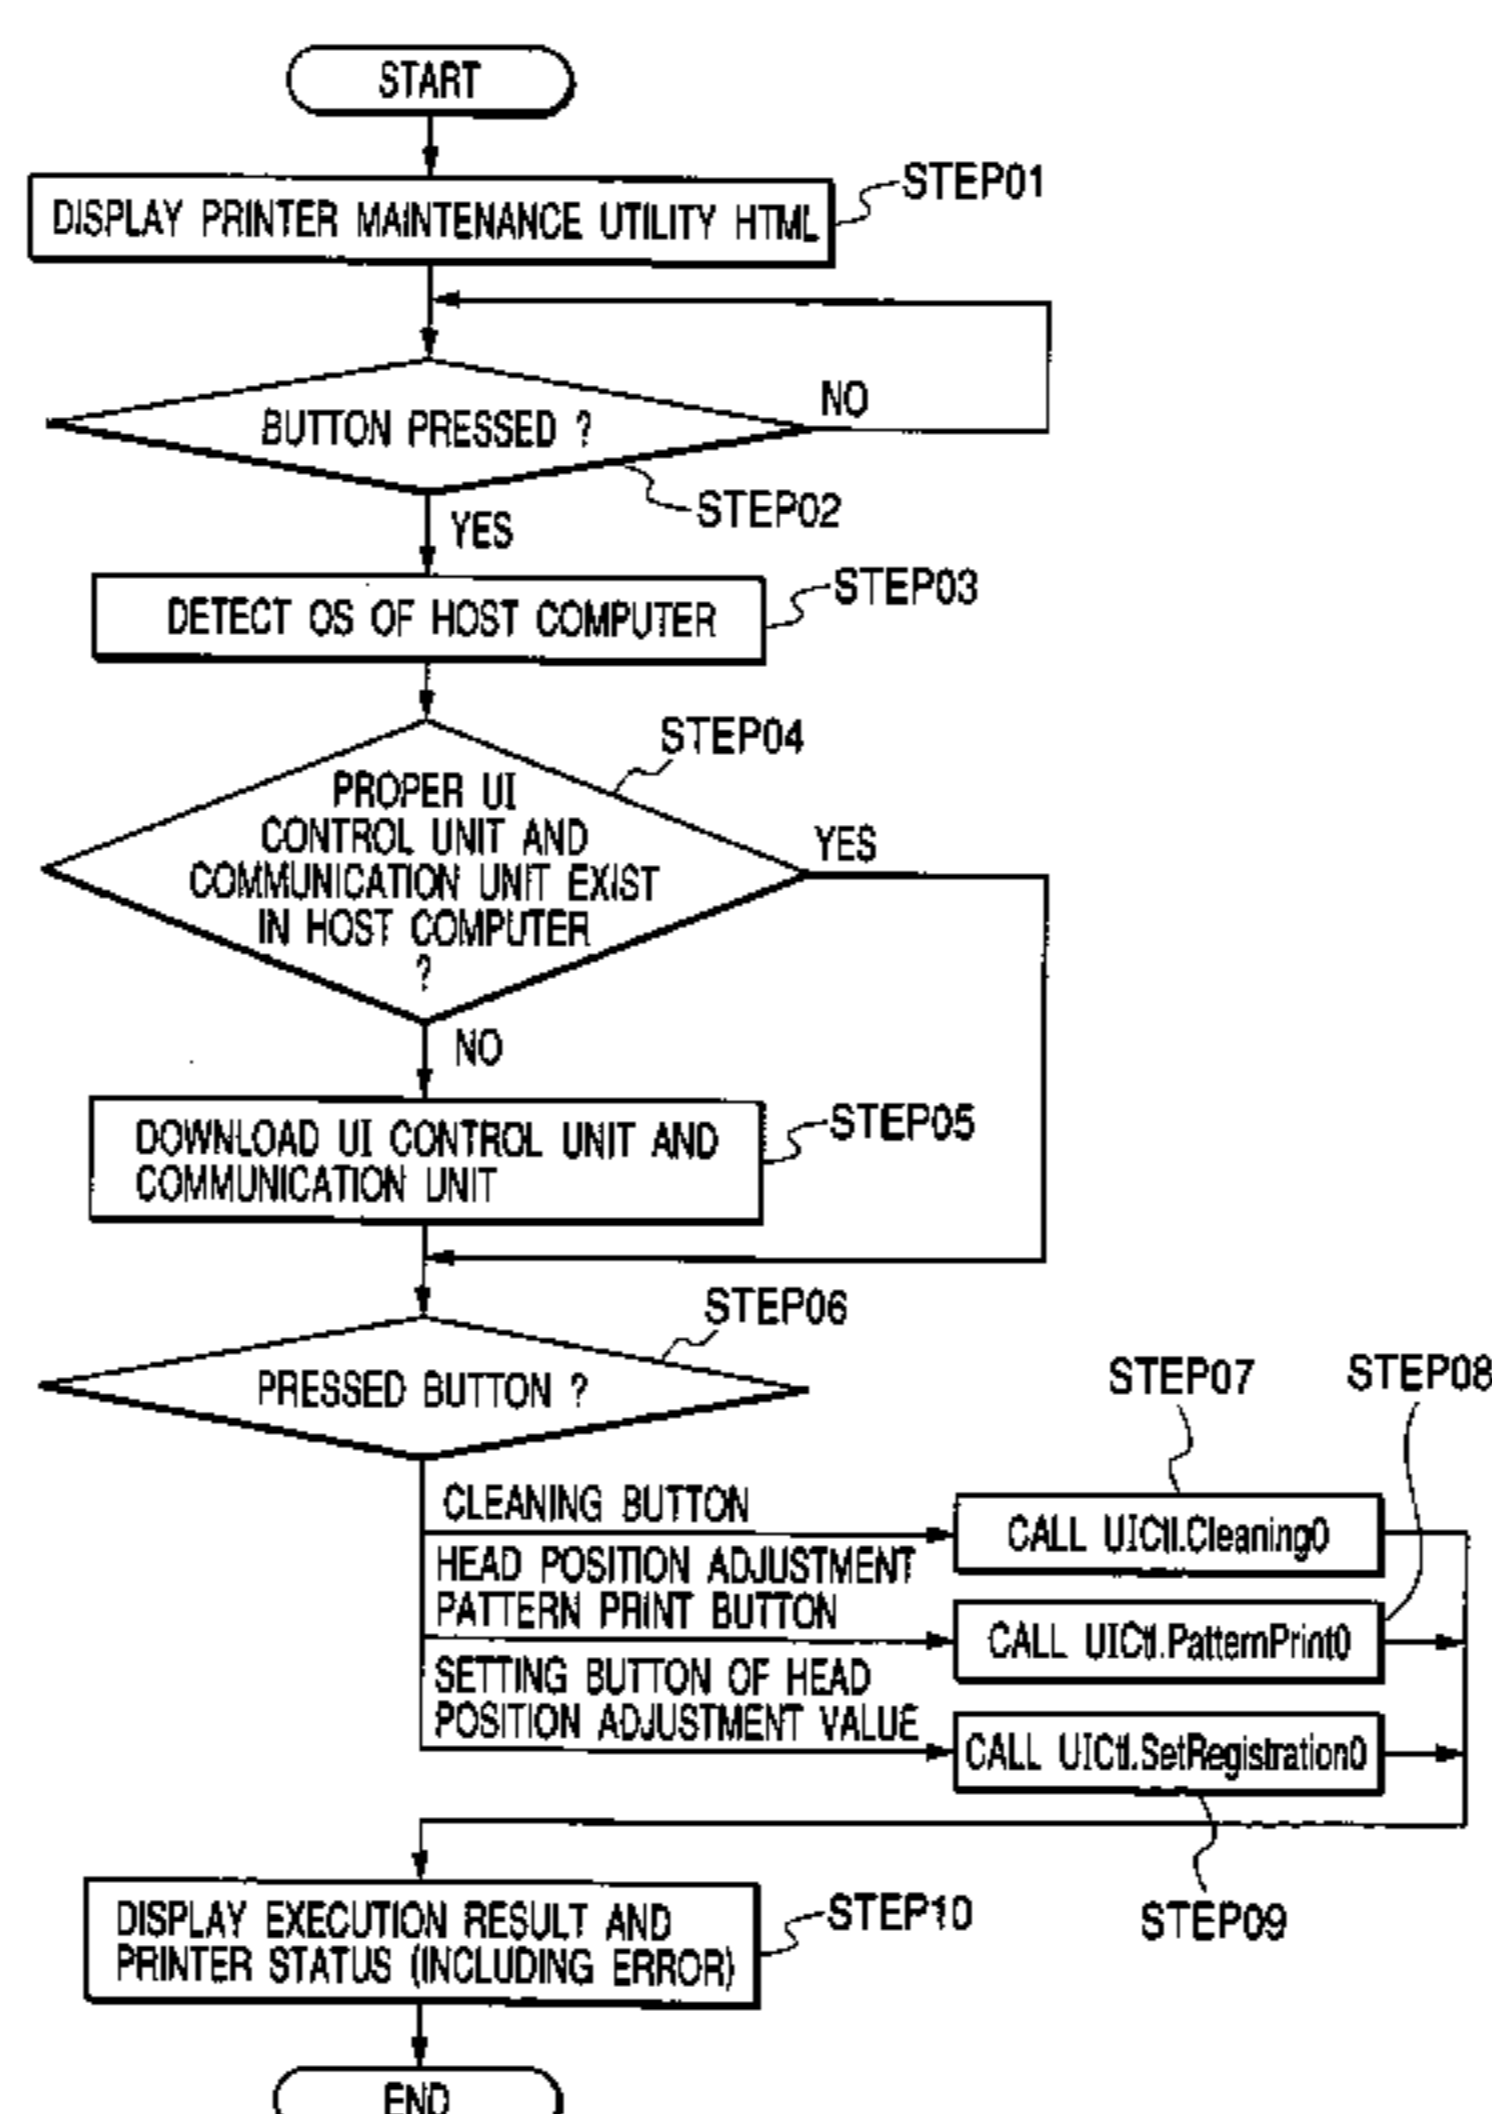 START
STEP01
DISPLAY PRINTER MAINTENANCE UTILITY HTML
NO
BUTTON PRESSED ?
STEP02
YES
STEP03
DETECT OS OF HOST COMPUTER
STEP04
PROPER UI
CONTROL UNIT AND
COMMUNICATION UNIT EXIST
IN HOST COMPUTER
?
YES
NO
STEP05
DOWNLOAD UI CONTROL UNIT AND
COMMUNICATION UNIT
STEP06
PRESSED BUTTON ?
STEP07
STEP08
CLEANING BUTTON
CALL UICtl.Cleaning0
HEAD POSITION ADJUSTMENT
PATTERN PRINT BUTTON
CALL UICtl.PatternPrint0
SETTING BUTTON OF HEAD
POSITION ADJUSTMENT VALUE
CALL UICtl.SetRegistration0
STEP09
STEP10
DISPLAY EXECUTION RESULT AND
PRINTER STATUS (INCLUDING ERROR)
END